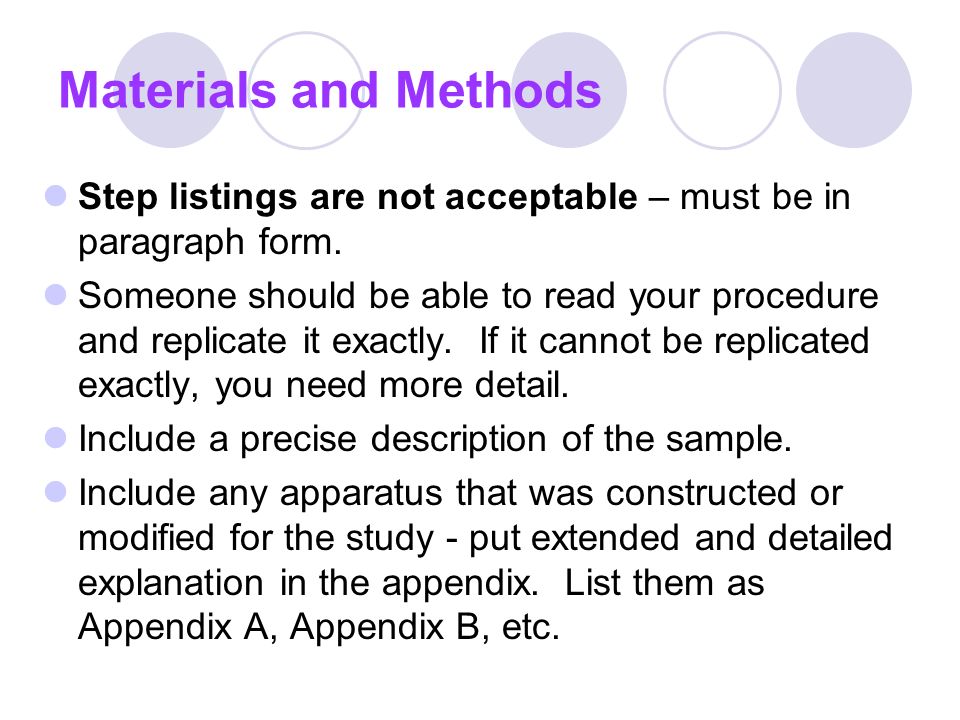 Materials and Methods
Step listings are not acceptable – must be in
paragraph form.
Someone should be able to read your procedure
and replicate it exactly.  If it cannot be replicated
exactly, you need more detail.
Include a precise description of the sample.
Include any apparatus that was constructed or
modified for the study - put extended and detailed
explanation in the appendix.  List them as
Appendix A, Appendix B, etc.